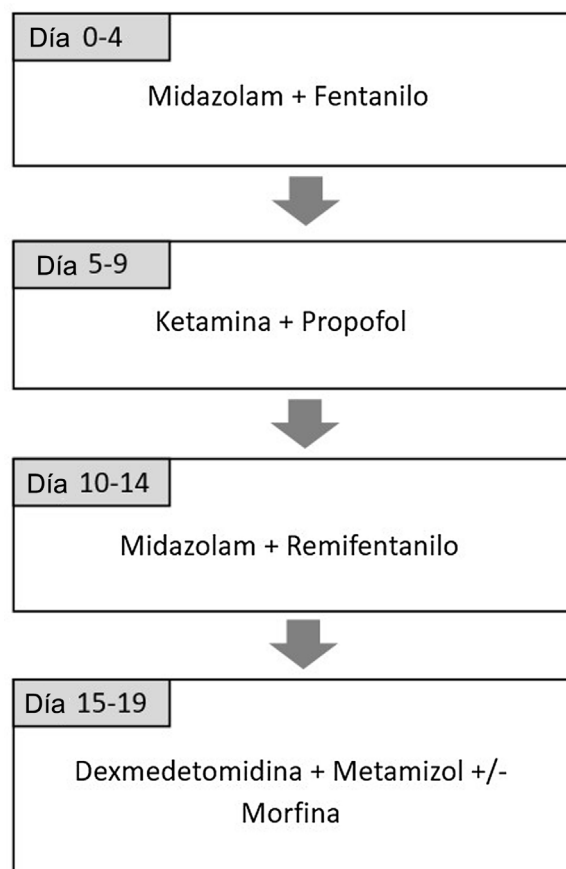 Día 0-4
Midazolam + Fentanilo
Día 5-9
Ketamina + Propofol
Día 10-14
Midazolam + Remifentanilo
Día 15-19
Dexmedetomidina + Metamizol +/-
Morfina